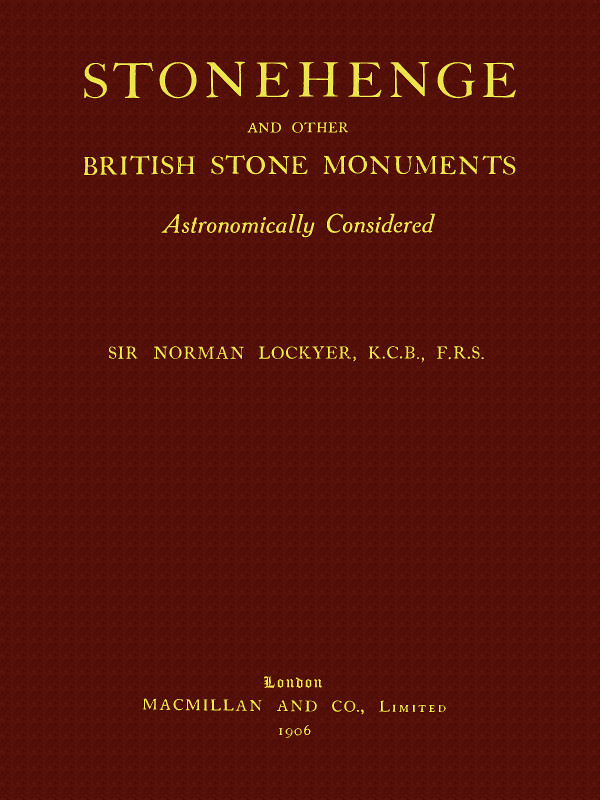 STONEHENGE
AND OTHER
BRITISH STONE MONUMENTS
Astronomically Considered
SIR NORMAN LOCKYER, K.C.B., F.R.S.
London
MACMILLAN AND CO., LIMITED
1906